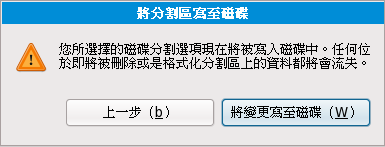 將分割區寫至磁碟
您所選擇的磁碟分割選項現在將被寫入磁碟中。任何位
於即將被刪除或是格式化分割區上的資料都將會流失。
上一步（b）
將變更寫至磁碟（W）